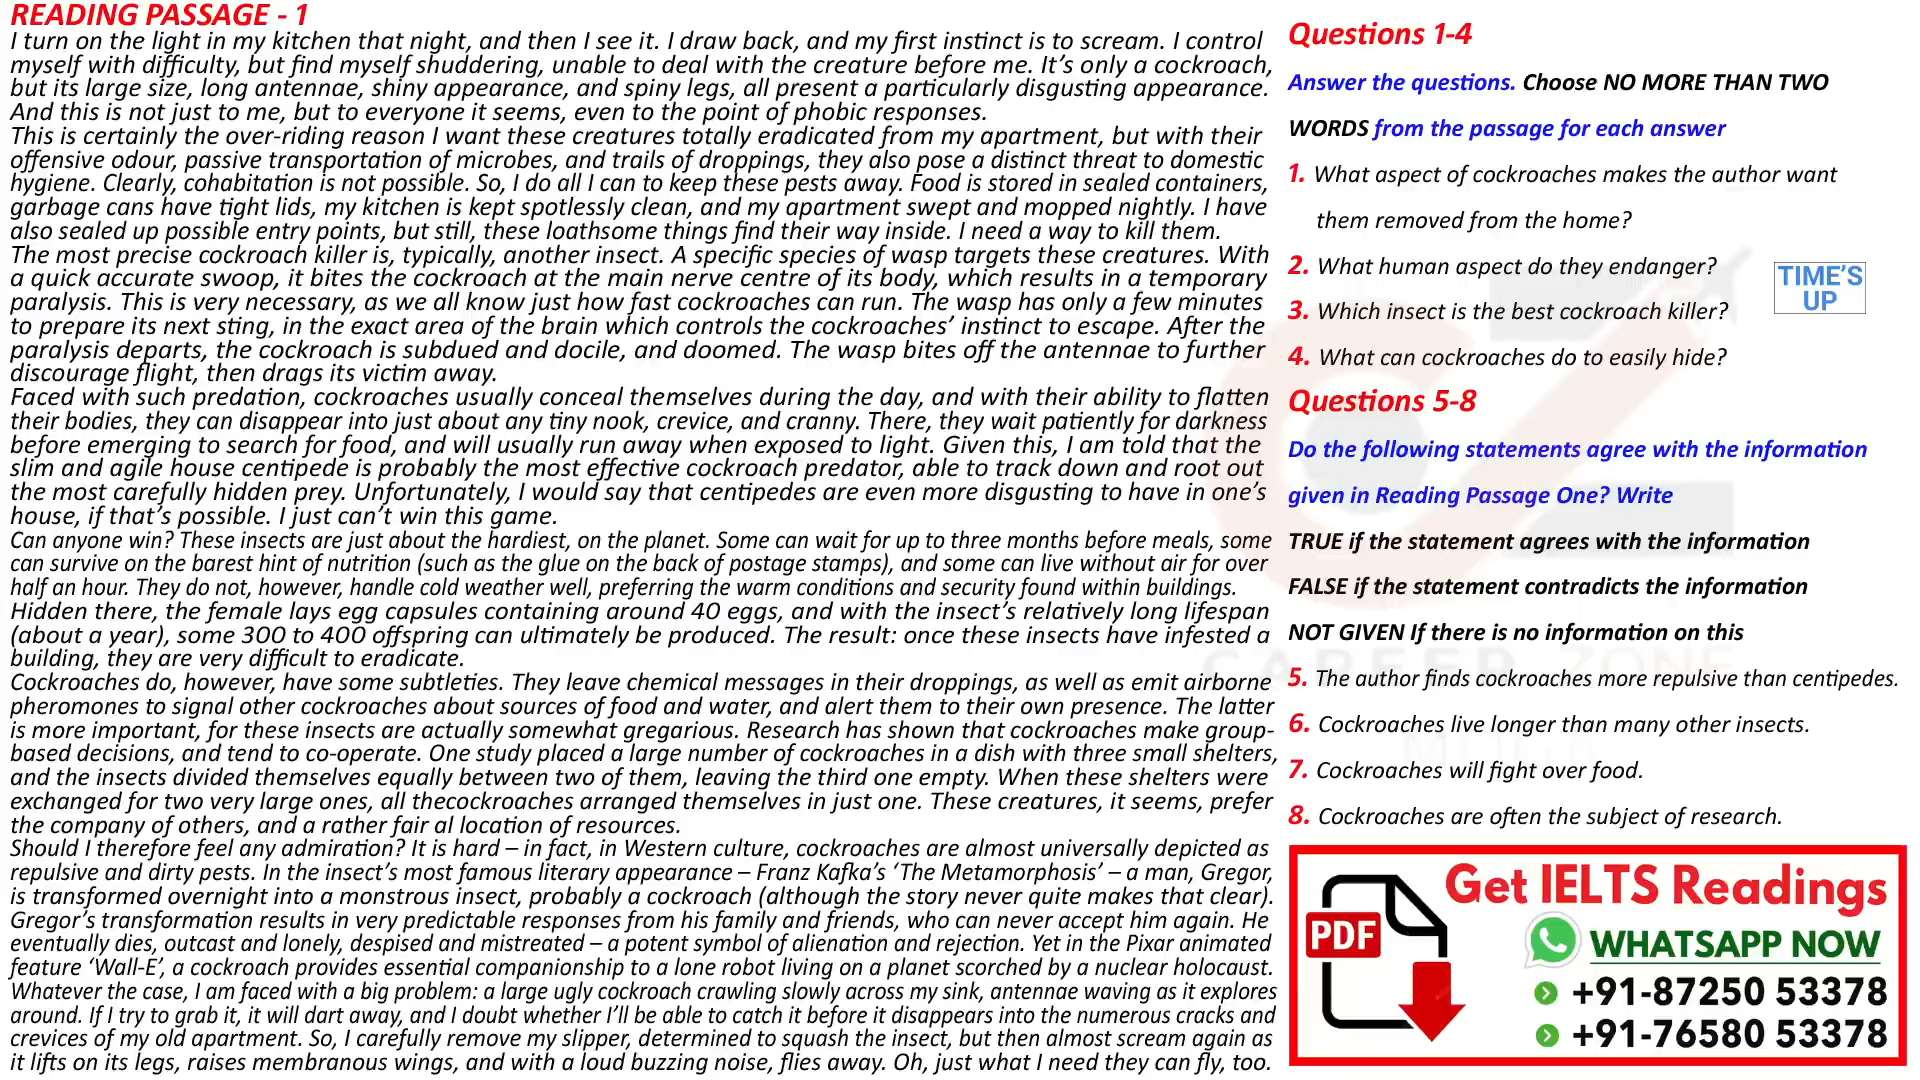 READING PASSAGE - 1
I turn on the light in my kitchen that night, and then I see it. I draw back, and my first instinct is to scream. I control
myself with difficulty, but find myself shuddering, unable to deal with the creature before me. It's only a cockroach,
but its large size, long antennae, shiny appearance, and spiny legs, all present a particularly disgusting appearance.
And this is not just to me, but to everyone it seems, even to the point of phobic responses.
This is certainly the over-riding reason I want these creatures totally eradicated from my apartment, but with their
offensive odour, passive transportation of microbes, and trails of droppings, they also pose a distinct threat to domestic
hygiene. Clearly, cohabitation is not possible. So, I do all I can to keep these pests away. Food is stored in sealed containers,
garbage cans have tight lids, my kitchen is kept spotlessly clean, and my apartment swept and mopped nightly. I have
also sealed up possible entry points, but still, these loathsome things find their way inside. I need a way to kill them.
The most precise cockroach killer is, typically, another insect. A specific species of wasp targets these creatures. With
a quick accurate swoop, it bites the cockroach at the main nerve centre of its body, which results in a temporary
paralysis. This is very necessary, as we all know just how fast cockroaches can run. The wasp has only a few minutes
to prepare its next sting, in the exact area of the brain which controls the cockroaches' instinct to escape. After the
paralysis departs, the cockroach is subdued and docile, and doomed. The wasp bites off the antennae to further
discourage flight, then drags its victim away.
Faced with such predation, cockroaches usually conceal themselves during the day, and with their ability to flatten
their bodies, they can disappear into just about any tiny nook, crevice, and cranny. There, they wait patiently for darkness
before emerging to search for food, and will usually run away when exposed to light. Given this, I am told that the
slim and agile house centipede is probably the most effective cockroach predator, able to track down and root out
the most carefully hidden prey. Unfortunately, I would say that centipedes are even more disgusting to have in one's
house, if that's possible. I just can't win this game.
Can anyone win? These insects are just about the hardiest, on the planet. Some can wait for up to three months before meals, some
can survive on the barest hint of nutrition (such as the glue on the back of postage stamps), and some can live without air for over
half an hour. They do not, however, handle cold weather well, preferring the warm conditions and security found within buildings.
Hidden there, the female lays egg capsules containing around 40 eggs, and with the insect's relatively long lifespan
(about a year), some 300 to 400 offspring can ultimately be produced. The result: once these insects have infested a
building, they are very difficult to eradicate.
Cockroaches do, however, have some subtleties. They leave chemical messages in their droppings, as well as emit airborne
pheromones to signal other cockroaches about sources of food and water, and alert them to their own presence. The latter
is more important, for these insects are actually somewhat gregarious. Research has shown that cockroaches make group-
based decisions, and tend to co-operate. One study placed a large number of cockroaches in a dish with three small shelters,
and the insects divided themselves equally between two of them, leaving the third one empty. When these shelters were
exchanged for two very large ones, all thecockroaches arranged themselves in just one. These creatures, it seems, prefer
the company of others, and a rather fair al location of resources.
Should I therefore feel any admiration? It is hard – in fact, in Western culture, cockroaches are almost universally depicted as
repulsive and dirty pests. In the insect's most famous literary appearance – Franz Kafka's 'The Metamorphosis' – a man, Gregor,
is transformed overnight into a monstrous insect, probably a cockroach (although the story never quite makes that clear).
Gregor's transformation results in very predictable responses from his family and friends, who can never accept him again. He
eventually dies, outcast and lonely, despised and mistreated – a potent symbol of alienation and rejection. Yet in the Pixar animated
feature 'Wall-E', a cockroach provides essential companionship to a lone robot living on a planet scorched by a nuclear holocaust.
Whatever the case, I am faced with a big problem: a large ugly cockroach crawling slowly across my sink, antennae waving as it explores
around. If I try to grab it, it will dart away, and I doubt whether I'll be able to catch it before it disappears into the numerous cracks and
crevices of my old apartment. So, I carefully remove my slipper, determined to squash the insect, but then almost scream again as
it lifts on its legs, raises membranous wings, and with a loud buzzing noise, flies away. Oh, just what I need they can fly, too.
Questions 1-4
Answer the questions. Choose NO MORE THAN TWO
WORDS from the passage for each answer
1. What aspect of cockroaches makes the author want
them removed from the home?
2. What human aspect do they endanger?
3. Which insect is the best cockroach killer?
4. What can cockroaches do to easily hide?
TIME'S
UP
Questions 5-8
Do the following statements agree with the information
given in Reading Passage One? Write
TRUE if the statement agrees with the information
FALSE if the statement contradicts the information
NOT GIVEN If there is no information on this
CAREER ZONE
5. The author finds cockroaches more repulsive than centipedes.
6. Cockroaches live longer than many other insects.
7. Cockroaches will fight over food.
8. Cockroaches are often the subject of research.
Get IELTS Readings
PDF
WHATSAPP NOW
+91-87250 53378
+91-76580 53378